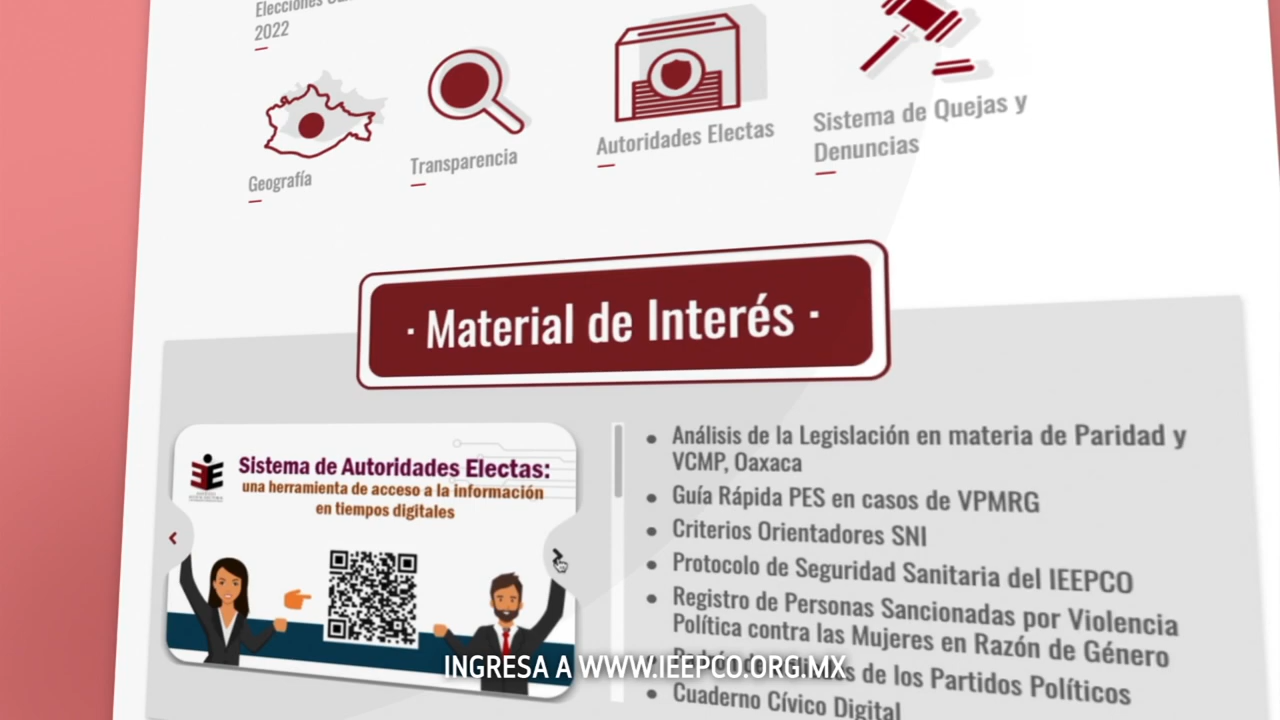 Elecciones
2022
Geografía
Transparencia
Autoridades Electas
Sistema de Quejas y
Denuncias
· Material de Interés ·
Sistema de Autoridades Electas:
una herramienta de acceso a la información
en tiempos digitales
• Análisis de la Legislación en materia de Paridad y
VCMP, Oaxaca
• Guía Rápida PES en casos de VPMRG
• Criterios Orientadores SNI
• Protocolo de Seguridad Sanitaria del IEEPCO
• Registro de Personas Sancionadas por Violencia
Política contra las Mujeres en Razón de Género
de los Partidos Políticos
• Cuaderno Cívico Digital
INGRESA A WWW.IEEPCO.ORG.MX